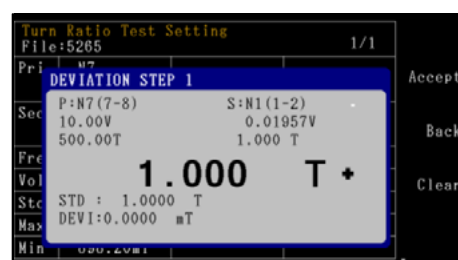 Turn Ratio Test Setting
File:5265 1/1
Pri N7
DEVIATION STEP 1
Accept
P:N7(7-8) S:N1(1-2)
Sec 10.00V 0.01957V
Back
500.00T 1.000 T
Fre
1.000 T +
Vol
Clear
STD : 1.0000 T
DEVI:0.0000 mT
Max
Min